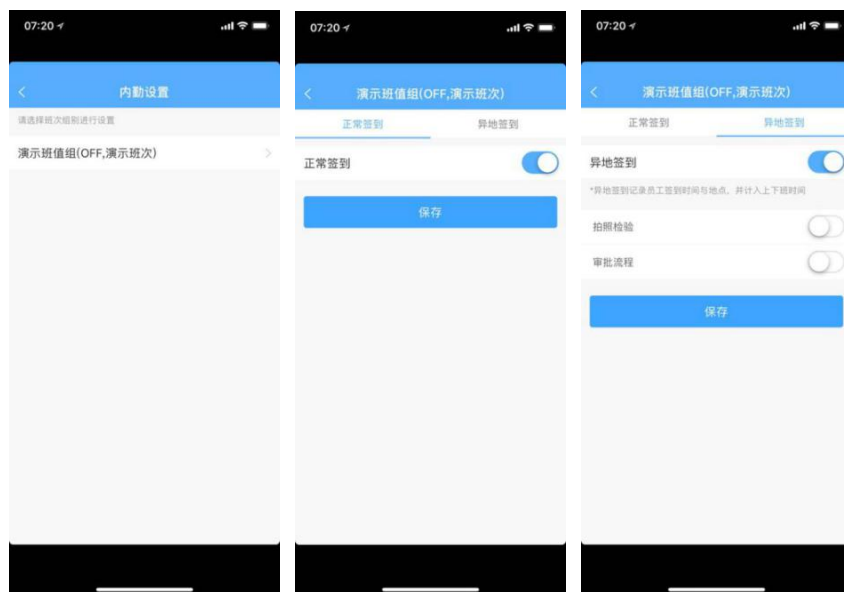 07:20
内勤设置
请选择班次组别进行设置
演示班值组(OFF,演示班次)
07:20
演示班值组(OFF,演示班次)
正常签到
异地签到
正常签到
保存
07:20
演示班值组(OFF,演示班次)
正常签到
异地签到
异地签到
*异地签到记录员工签到时间与地点，并计入上下班时间
拍照检验
审批流程
保存